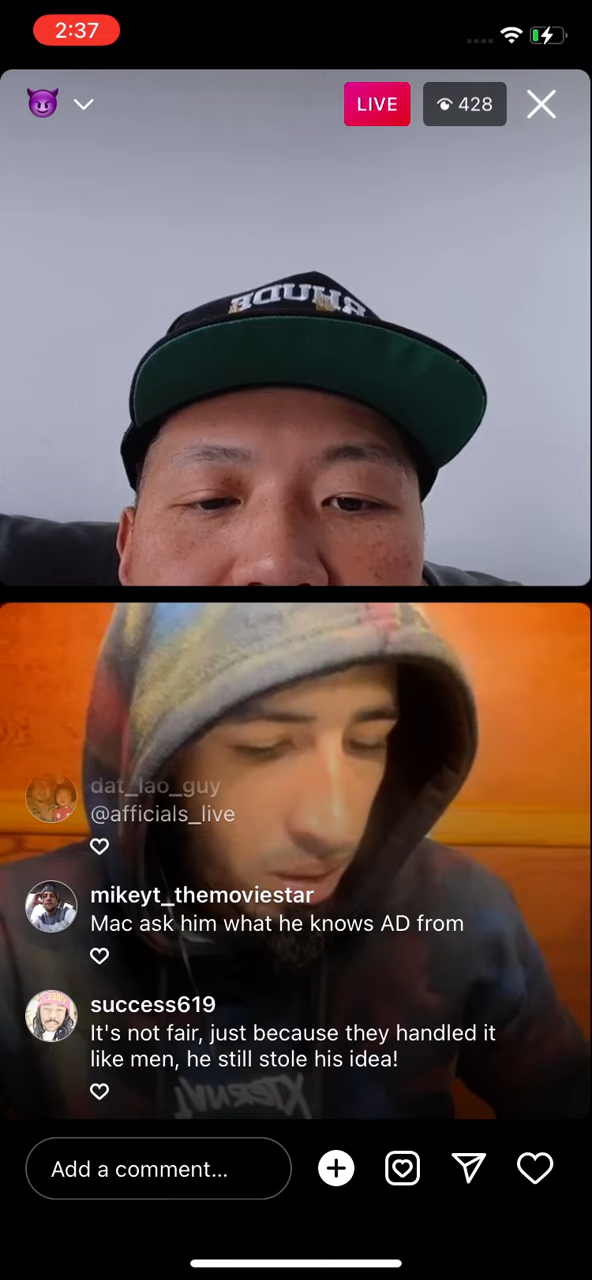 2:37
LIVE
428
dat_lao_guy
@afficials_live
mikeyt_themoviestar
Mac ask him what he knows AD from
success619
It's not fair, just because they handled it
like men, he still stole his idea!
Add a comment...